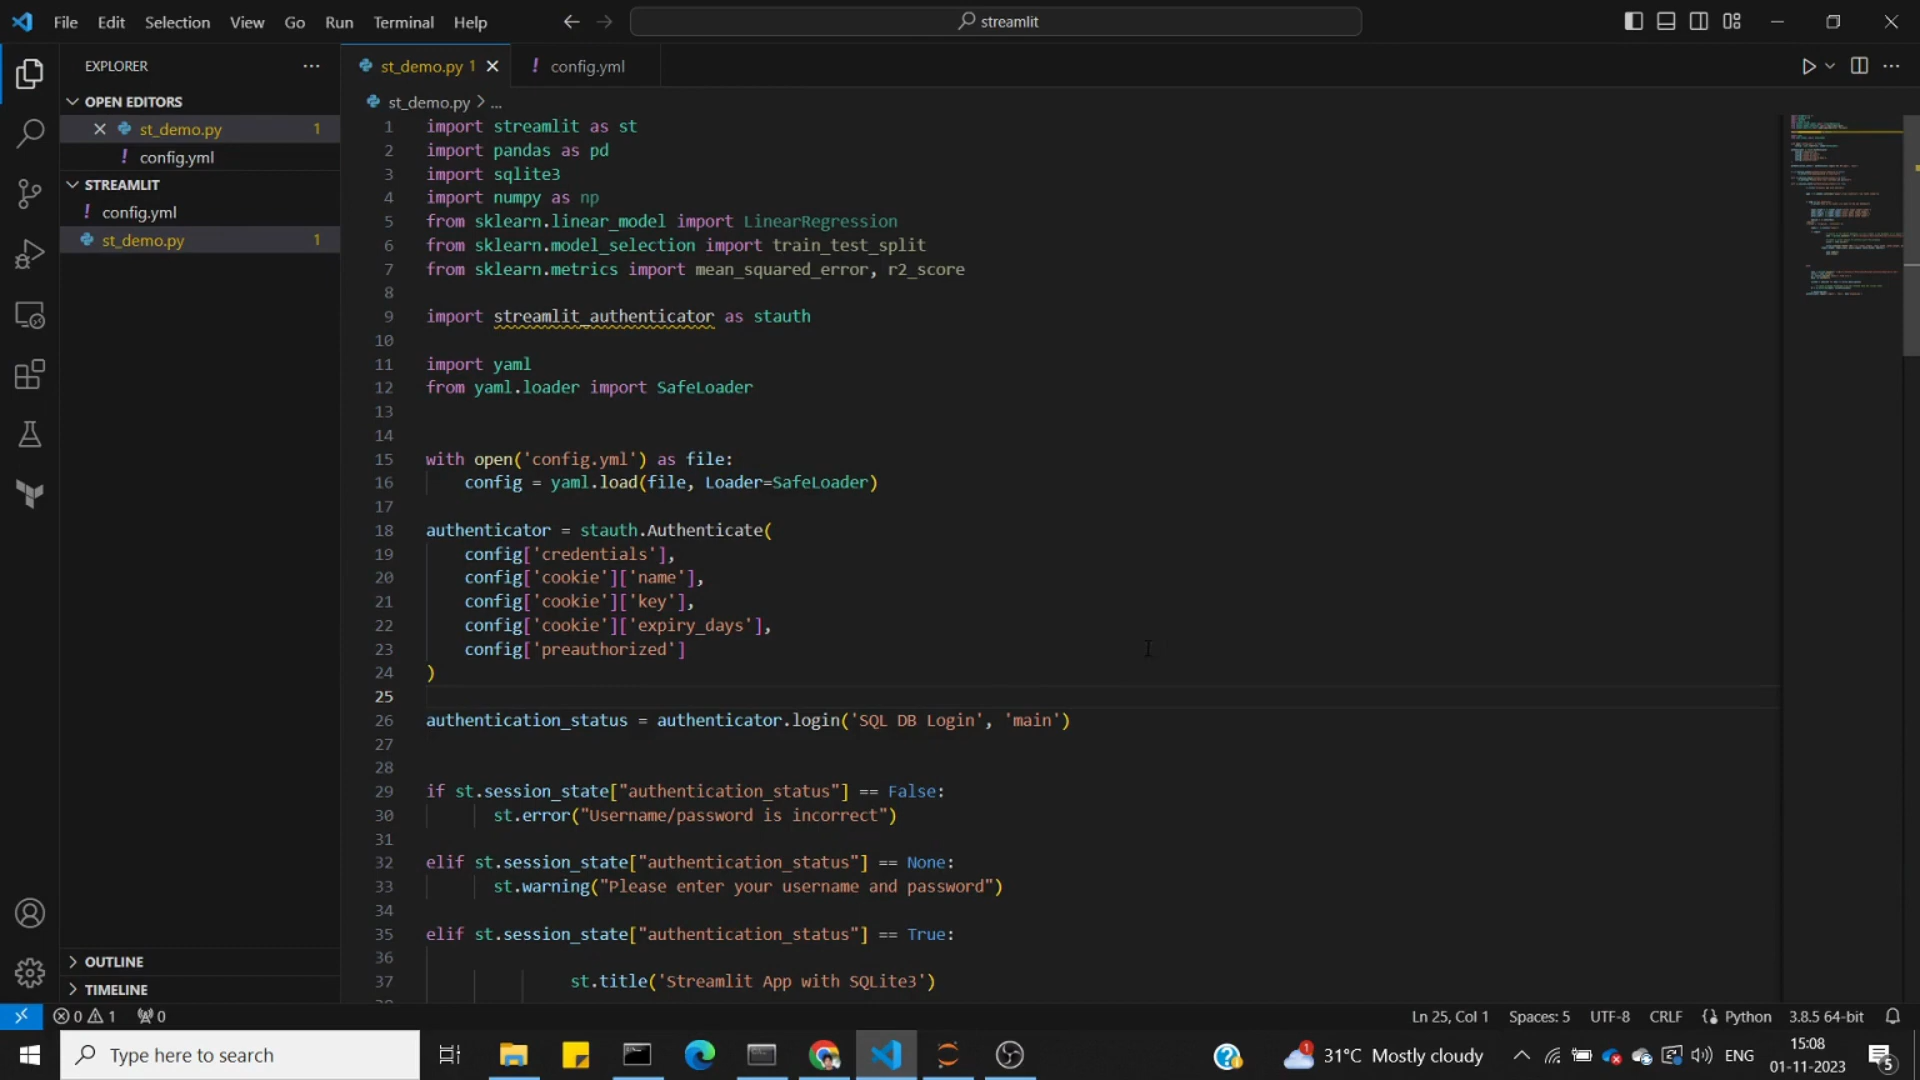 File Edit Selection View Go Run Terminal Help
streamlit
EXPLORER
st_demo.py 1
config.yml
OPEN EDITORS
st_demo.py 1
config.yml
STREAMLIT
config.yml
st_demo.py 1
st_demo.py > ...
1 import streamlit as st
2 import pandas as pd
3 import sqlite3
4 import numpy as np
5 from sklearn.linear_model import LinearRegression
6 from sklearn.model_selection import train_test_split
7 from sklearn.metrics import mean_squared_error, r2_score
8
9 import streamlit_authenticator as stauth
10
11 import yaml
12 from yaml.loader import SafeLoader
13
14
15 with open('config.yml') as file:
16 config = yaml.load(file, Loader=SafeLoader)
17
18 authenticator = stauth.Authenticate(
19 config['credentials'],
20 config['cookie']['name'],
21 config['cookie']['key'],
22 config['cookie']['expiry_days'],
23 config['preauthorized']
24 )
25
26 authentication_status = authenticator.login('SQL DB Login', 'main')
27
28
29 if st.session_state["authentication_status"] == False:
30 st.error("Username/password is incorrect")
31
32 elif st.session_state["authentication_status"] == None:
33 st.warning("Please enter your username and password")
34
35 elif st.session_state["authentication_status"] == True:
36
37 st.title('Streamlit App with SQLite3')
OUTLINE
TIMELINE
0 1 0
Ln 25, Col 1 Spaces: 5 UTF-8 CRLF Python 3.8.5 64-bit
Type here to search
1
31°C Mostly cloudy
ENG
15:08
01-11-2023
5